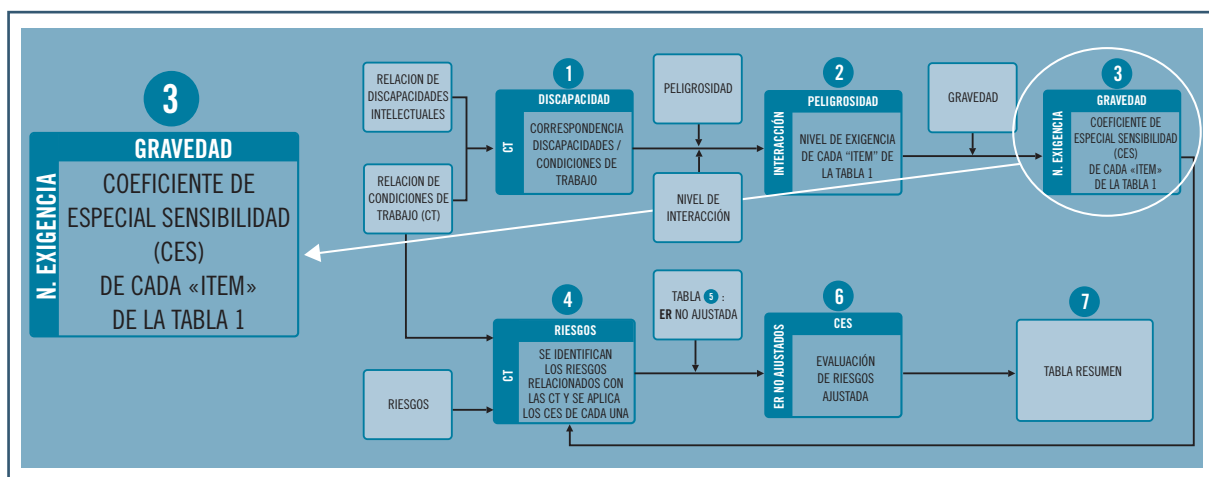 3
GRAVEDAD
N. EXIGENCIA
COEFICIENTE DE
ESPECIAL SENSIBILIDAD
(CES)
DE CADA «ITEM»
DE LA TABLA 1
RELACION DE
DISCAPACIDADES
INTELECTUALES
RELACION DE
CONDICIONES DE
TRABAJO (CT)
1
DISCAPACIDAD
CT
CORRESPONDENCIA
DISCAPACIDADES /
CONDICIONES DE
TRABAJO
PELIGROSIDAD
NIVEL DE
INTERACCIÓN
2
PELIGROSIDAD
INTERACCIÓN
NIVEL DE EXIGENCIA
DE CADA “ITEM” DE
LA TABLA 1
GRAVEDAD
3
GRAVEDAD
N. EXIGENCIA
COEFICIENTE DE
ESPECIAL SENSIBILIDAD
(CES)
DE CADA «ITEM»
DE LA TABLA 1
RIESGOS
4
RIESGOS
CT
SE IDENTIFICAN
LOS RIESGOS
RELACIONADOS CON
LAS CT Y SE APLICA
LOS CES DE CADA UNA
TABLA 5 :
ER NO AJUSTADA
6
CES
ER NO AJUSTADOS
EVALUACIÓN
DE RIESGOS
AJUSTADA
7
TABLA RESUMEN